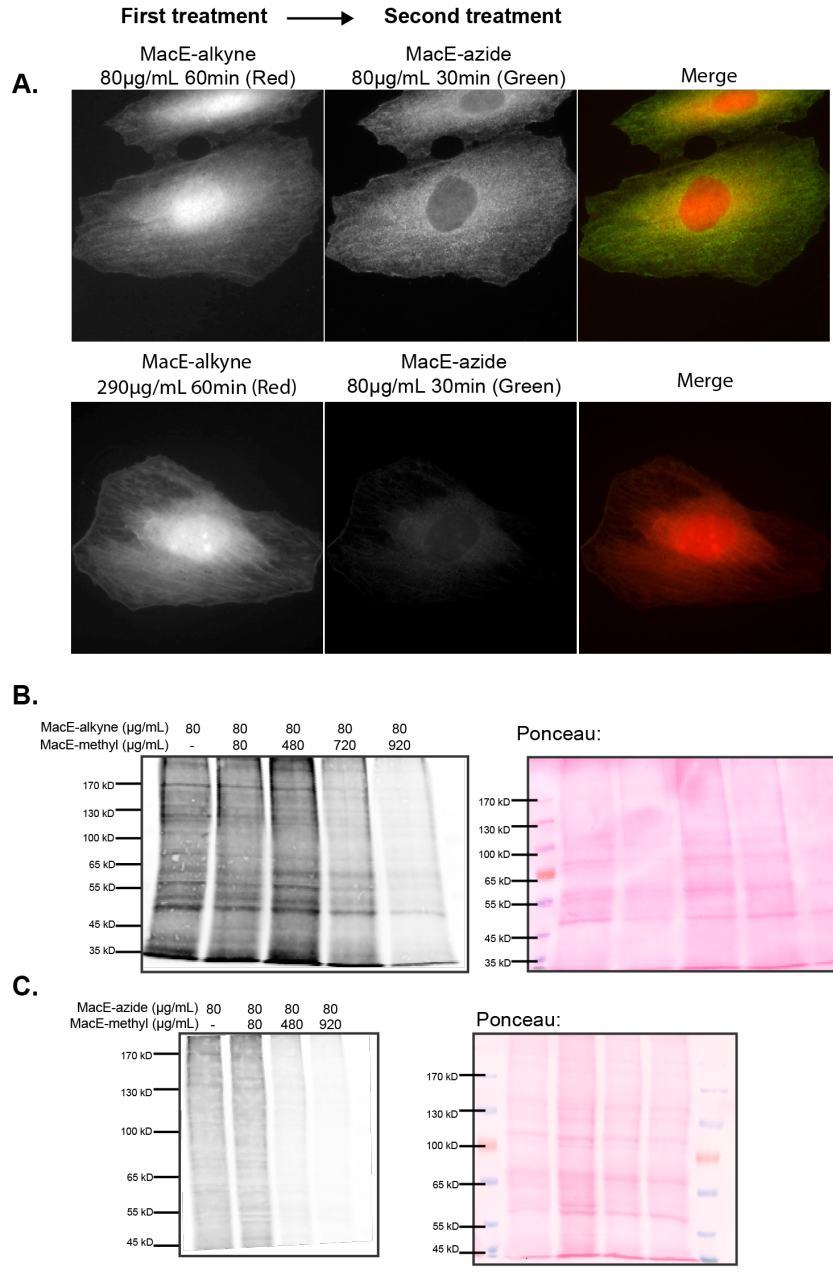 First treatment → Second treatment
A.
MacE-alkyne
80µg/mL 60min (Red)
MacE-azide
80µg/mL 30min (Green)
Merge
MacE-alkyne
290µg/mL 60min (Red)
MacE-azide
80µg/mL 30min (Green)
Merge
B.
MacE-alkyne (µg/mL) 80 80 80 80 80
MacE-methyl (µg/mL) - 80 480 720 920
170 kD
130 kD
100 kD
65 kD
55 kD
45 kD
35 kD
Ponceau:
170 kD
130 kD
100 kD
65 kD
55 kD
45 kD
35 kD
C.
MacE-azide (µg/mL) 80 80 80 80
MacE-methyl (µg/mL) - 80 480 920
170 kD
130 kD
100 kD
65 kD
55 kD
45 kD
Ponceau:
170 kD
130 kD
100 kD
65 kD
55 kD
45 kD